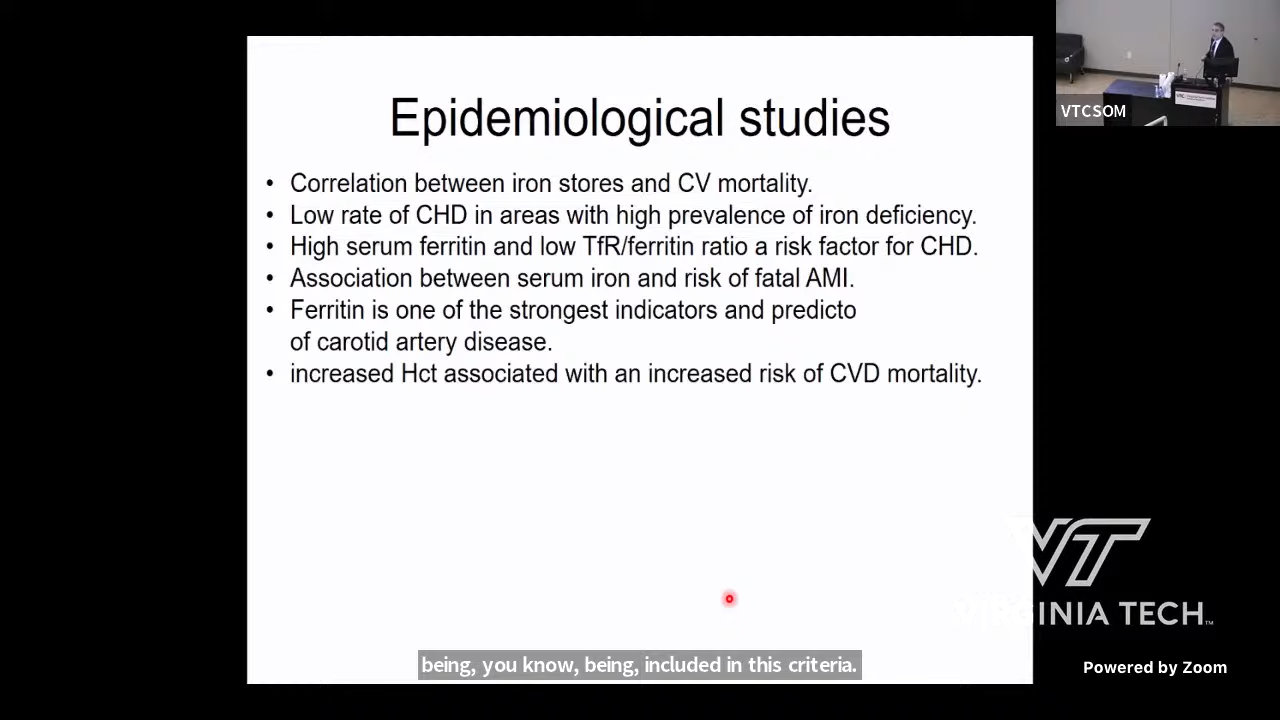 Epidemiological studies
• Correlation between iron stores and CV mortality.
• Low rate of CHD in areas with high prevalence of iron deficiency.
• High serum ferritin and low TfR/ferritin ratio a risk factor for CHD.
• Association between serum iron and risk of fatal AMI.
• Ferritin is one of the strongest indicators and predicto
of carotid artery disease.
• increased Hct associated with an increased risk of CVD mortality.
being, you know, being, included in this criteria.
VTCSOM
VT
VIRGINIA TECH™
Powered by Zoom